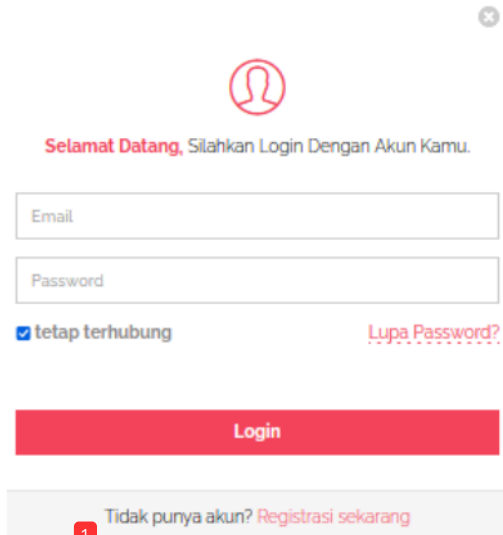 Selamat Datang, Silahkan Login Dengan Akun Kamu.
Email
Password
tetap terhubung Lupa Password?
Login
Tidak punya akun? Registrasi sekarang
1